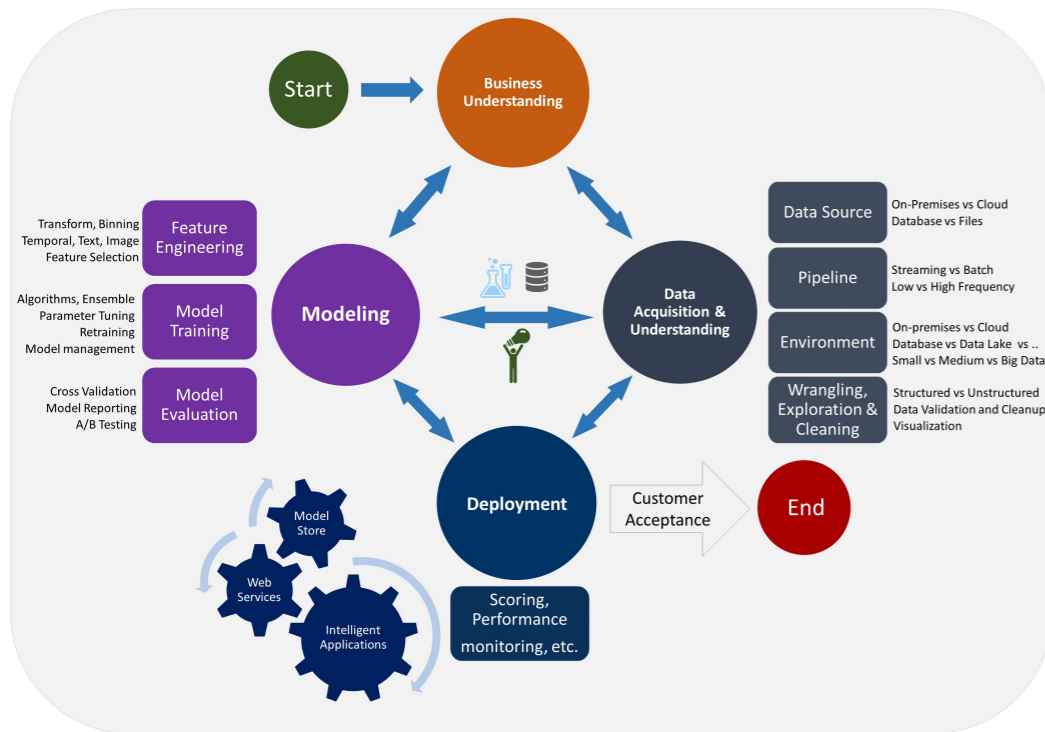 Start
Business
Understanding
Transform, Binning
Temporal, Text, Image
Feature Selection
Feature
Engineering
Algorithms, Ensemble
Parameter Tuning
Retraining
Model management
Model
Training
Cross Validation
Model Reporting
A/B Testing
Model
Evaluation
Modeling
Data
Acquisition &
Understanding
Data Source
On-Premises vs Cloud
Database vs Files
Pipeline
Streaming vs Batch
Low vs High Frequency
Environment
On-premises vs Cloud
Database vs Data Lake vs ..
Small vs Medium vs Big Data
Wrangling,
Exploration &
Cleaning
Structured vs Unstructured
Data Validation and Cleanup
Visualization
Deployment
Customer
Acceptance
End
Model
Store
Web
Services
Intelligent
Applications
Scoring,
Performance
monitoring, etc.